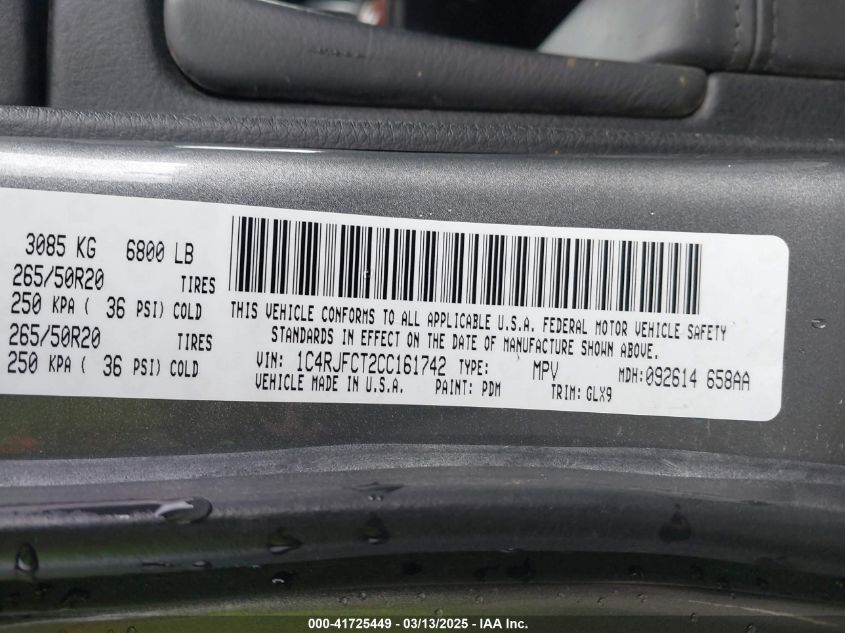 3085 KG 6800 LB
265/50R20 TIRES
250 KPA ( 36 PSI) COLD
265/50R20 TIRES
250 KPA ( 36 PSI) COLD
THIS VEHICLE CONFORMS TO ALL APPLICABLE U.S.A. FEDERAL MOTOR VEHICLE SAFETY
STANDARDS IN EFFECT ON THE DATE OF MANUFACTURE SHOWN ABOVE.
VIN: 1C4RJFCT2CC161742 TYPE: MPV MDH:092614 658AA
VEHICLE MADE IN U.S.A. PAINT: PDM TRIM: GLX9
000-41725449 - 03/13/2025 - IAA Inc.